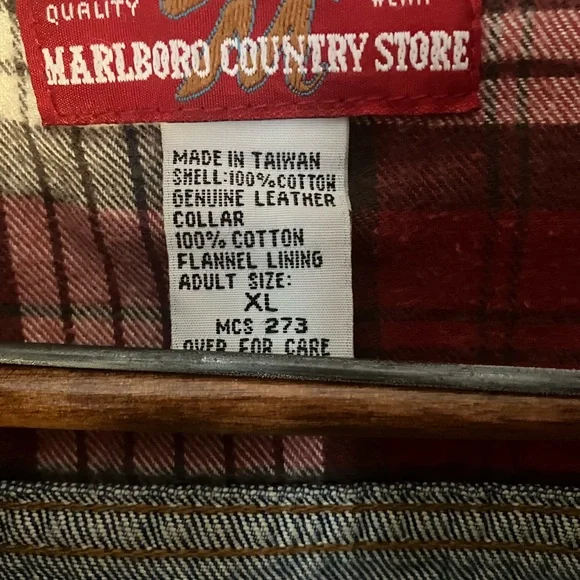 QUALITY WEAR
MARLBORO COUNTRY STORE
MADE IN TAIWAN
SHELL:100%COTTON
GENUINE LEATHER
COLLAR
100% COTTON
FLANNEL LINING
ADULT SIZE:
XL
MCS 273
OVER FOR CARE